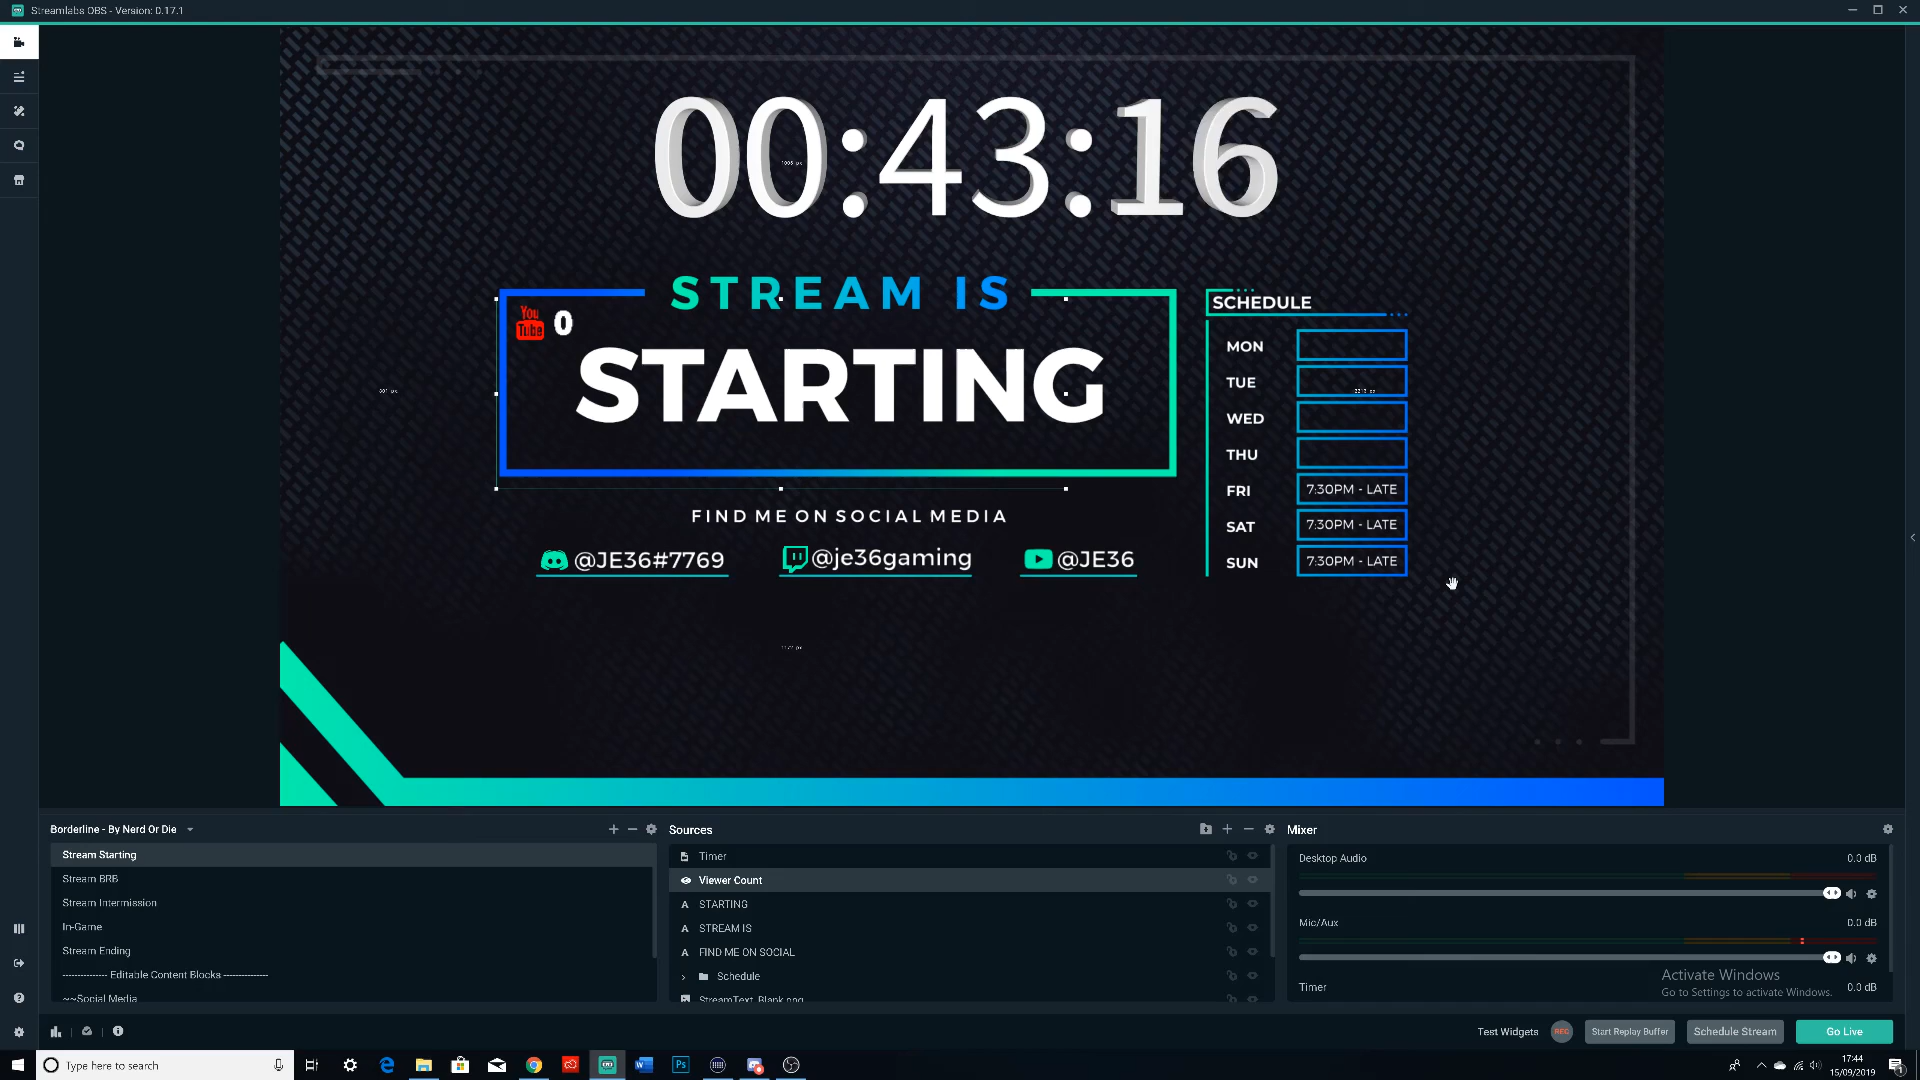 Streamlabs OBS - Version: 0.17.1
00:43:16
STREAM IS
You
Tube
0
STARTING
SCHEDULE
MON
TUE
WED
THU
FRI 7:30PM - LATE
SAT 7:30PM - LATE
SUN 7:30PM - LATE
FIND ME ON SOCIAL MEDIA
@JE36#7769
@je36gaming
@JE36
Borderline - By Nerd Or Die
Stream Starting
Stream BRB
Stream Intermission
In-Game
Stream Ending
-------------- Editable Content Blocks --------------
~~Social Media
Sources
Timer
Viewer Count
STARTING
STREAM IS
FIND ME ON SOCIAL
Schedule
StreamText_Blank.png
Mixer
Desktop Audio 0.0 dB
Mic/Aux 0.0 dB
Timer 0.0 dB
Activate Windows
Go to Settings to activate Windows.
Test Widgets
REC
Start Replay Buffer
Schedule Stream
Go Live
Type here to search
17:44
15/09/2019